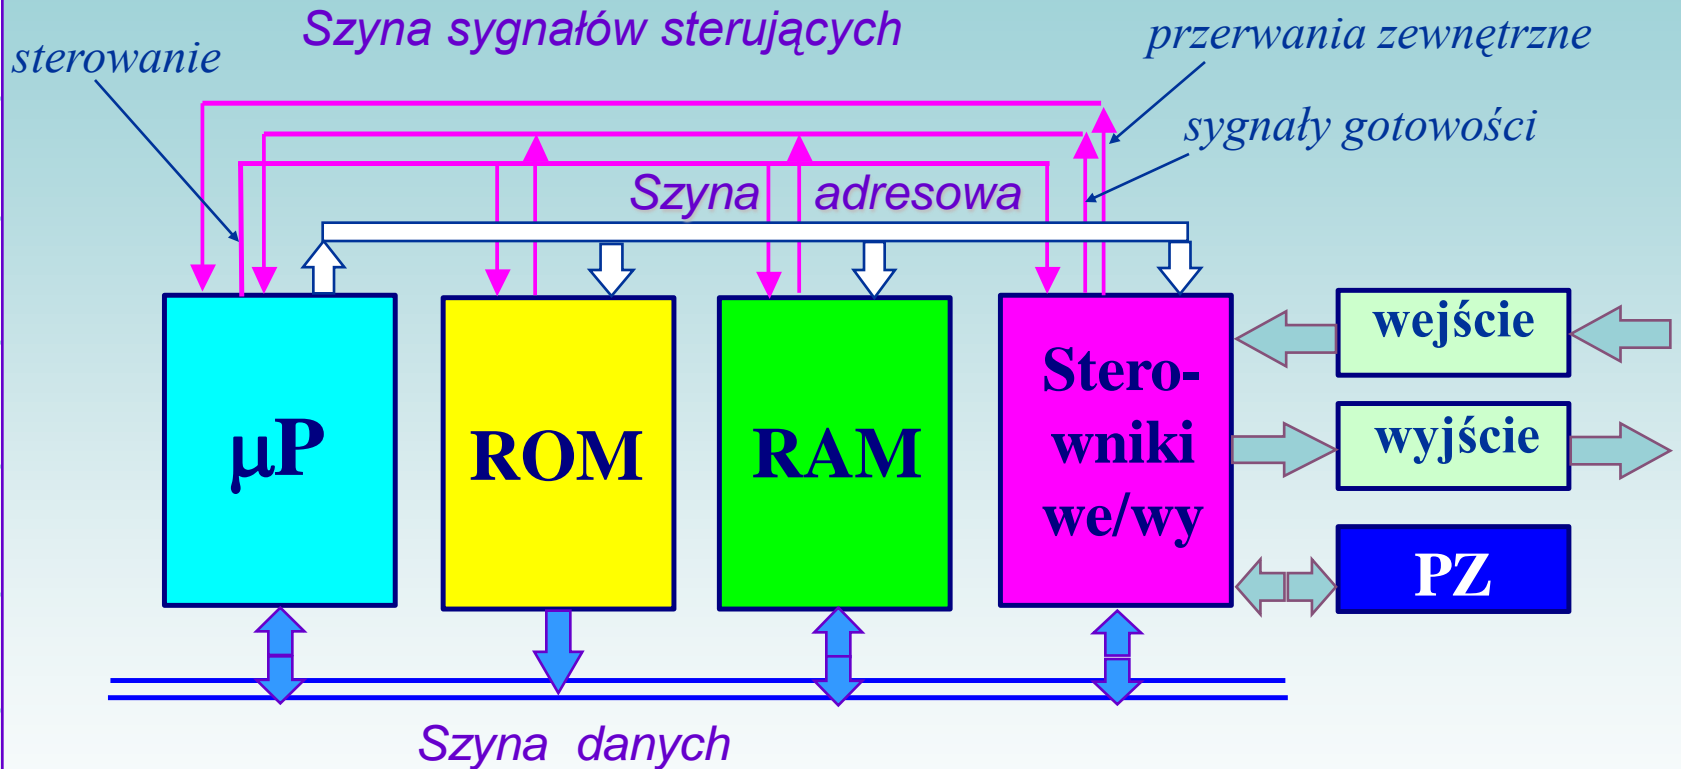 Szyna sygnałów sterujących
przerwania zewnętrzne
sterowanie
sygnały gotowości
Szyna adresowa
µP
ROM
RAM
Stero-
wniki
we/wy
wejście
wyjście
PZ
Szyna danych